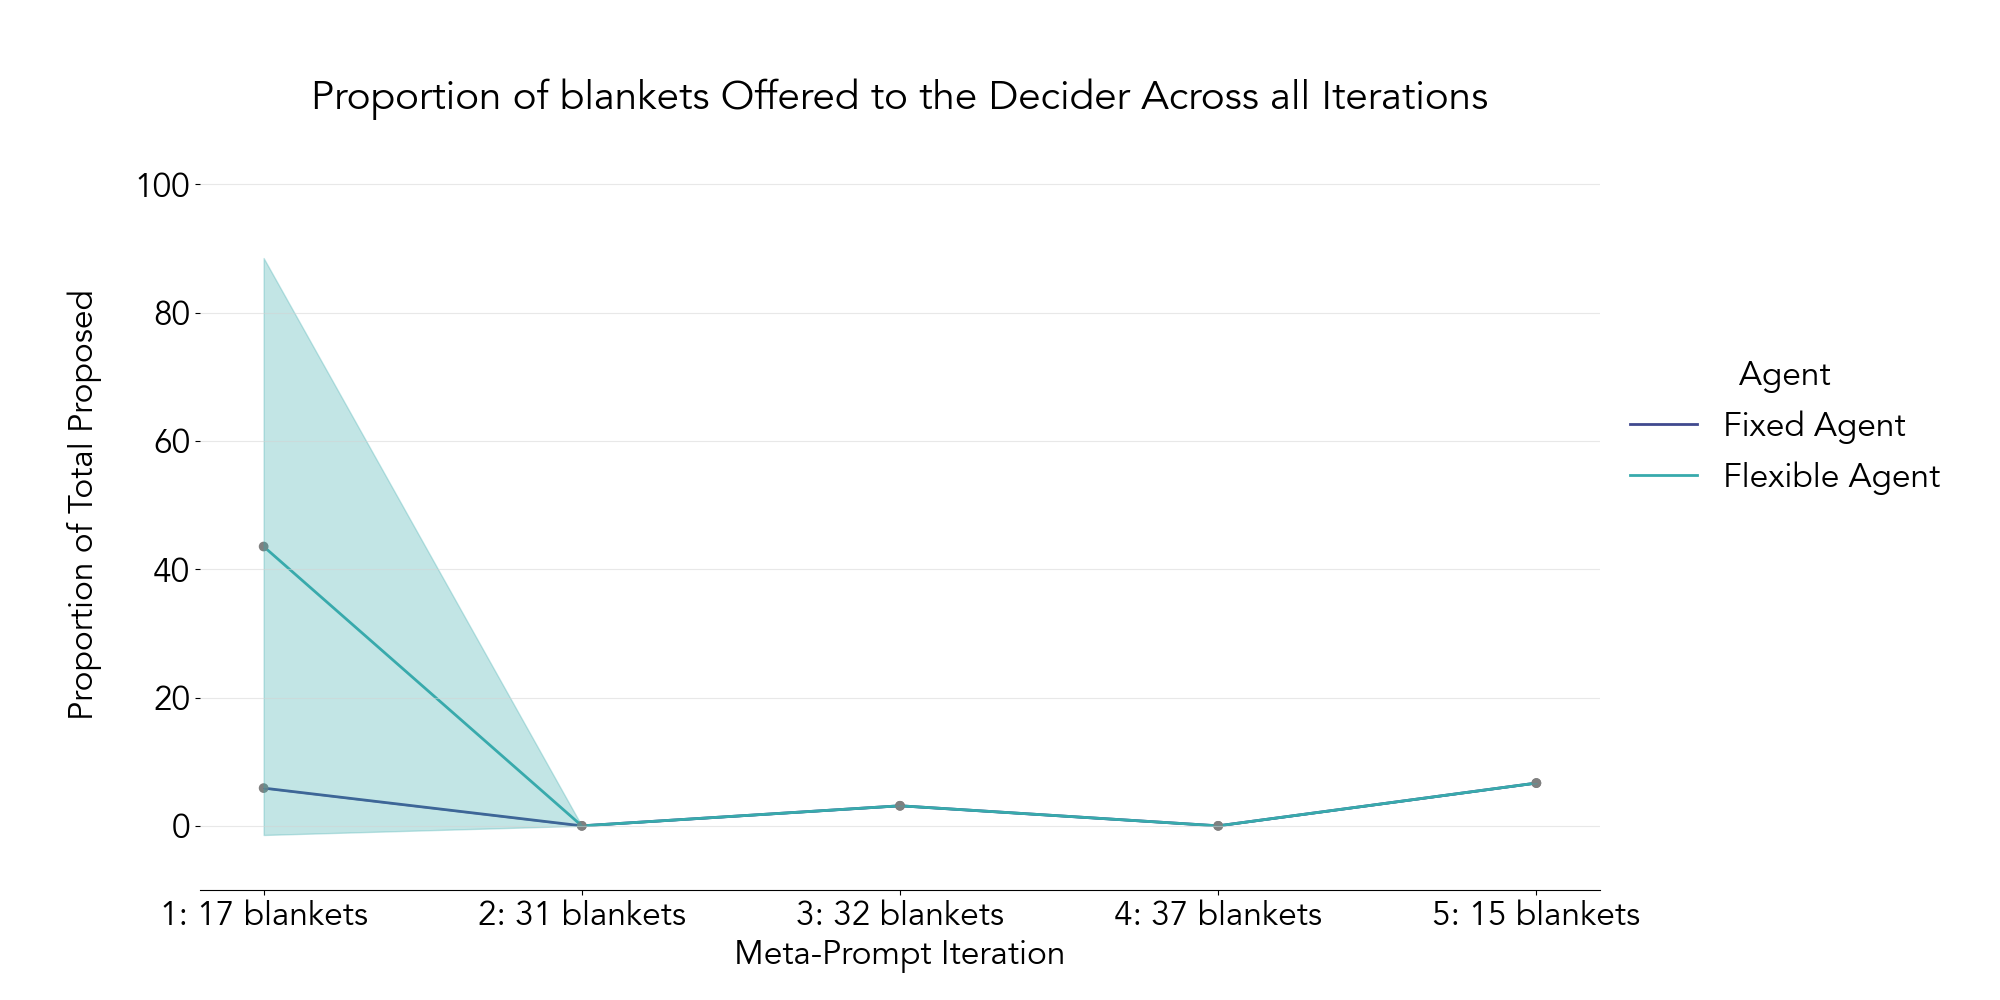 Proportion of blankets Offered to the Decider Across all Iterations
Proportion of Total Proposed
100
80
60
40
20
0
1: 17 blankets
2: 31 blankets
3: 32 blankets
4: 37 blankets
5: 15 blankets
Meta-Prompt Iteration
Agent
Fixed Agent
Flexible Agent